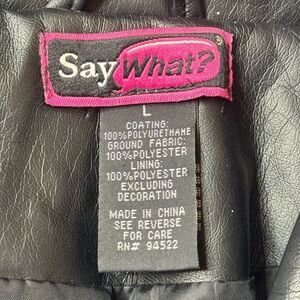 Say What? ®
L
COATING:
100%POLYURETHANE
GROUND FABRIC:
100%POLYESTER
LINING:
100%POLYESTER
EXCLUDING
DECORATION
MADE IN CHINA
SEE REVERSE
FOR CARE
RN# 94522